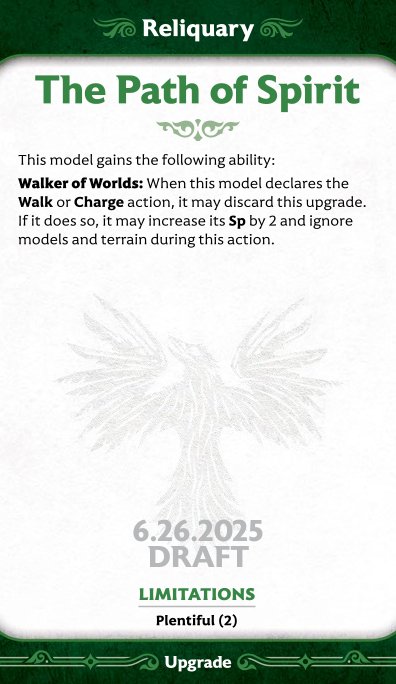 Reliquary
The Path of Spirit
This model gains the following ability:
Walker of Worlds: When this model declares the
Walk or Charge action, it may discard this upgrade.
If it does so, it may increase its Sp by 2 and ignore
models and terrain during this action.
6.26.2025
DRAFT
LIMITATIONS
Plentiful (2)
Upgrade